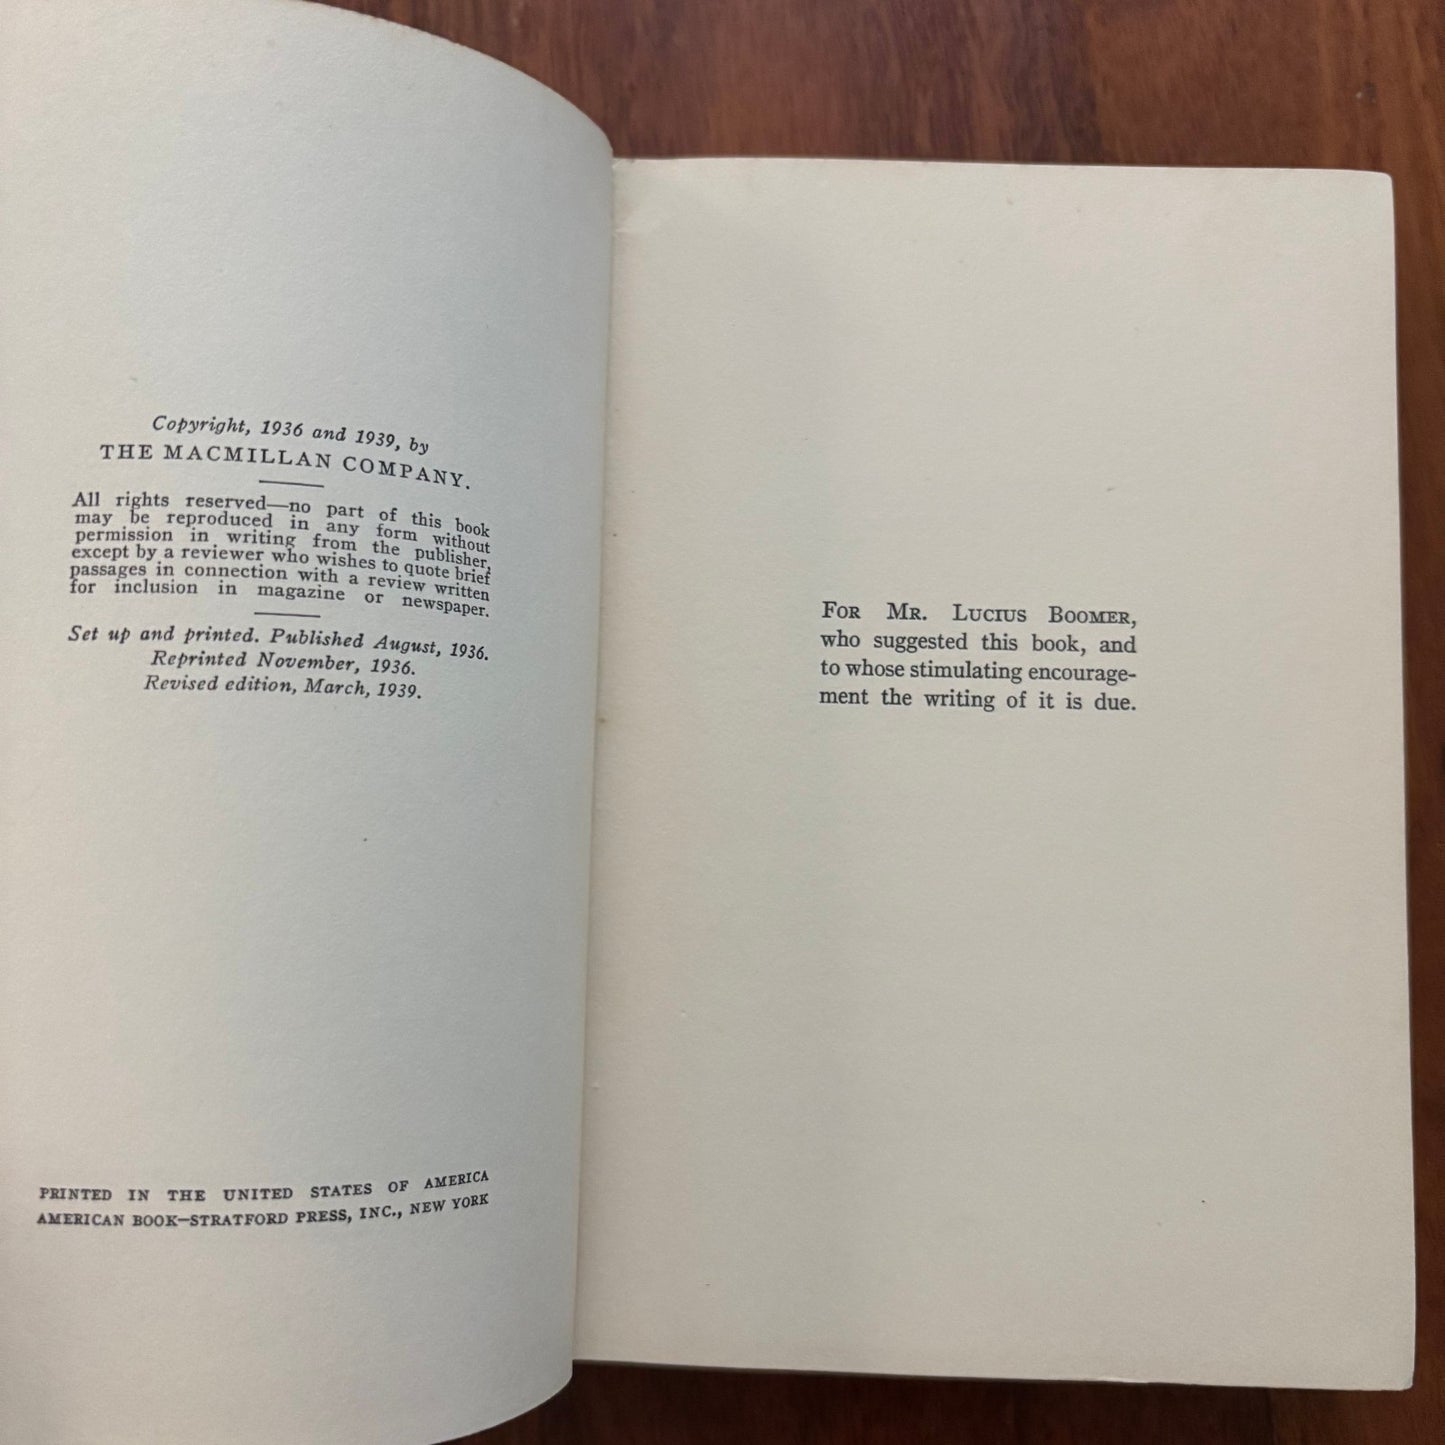 Copyright, 1936 and 1939, by
THE MACMILLAN COMPANY.
All rights reserved—no part of this book
may be reproduced in any form without
permission in writing from the publisher,
except by a reviewer who wishes to quote brief
passages in connection with a review written
for inclusion in magazine or newspaper.
Set up and printed. Published August, 1936.
Reprinted November, 1936.
Revised edition, March, 1939.
PRINTED IN THE UNITED STATES OF AMERICA
AMERICAN BOOK—STRATFORD PRESS, INC., NEW YORK
FOR MR. LUCIUS BOOMER,
who suggested this book, and
to whose stimulating encourage-
ment the writing of it is due.